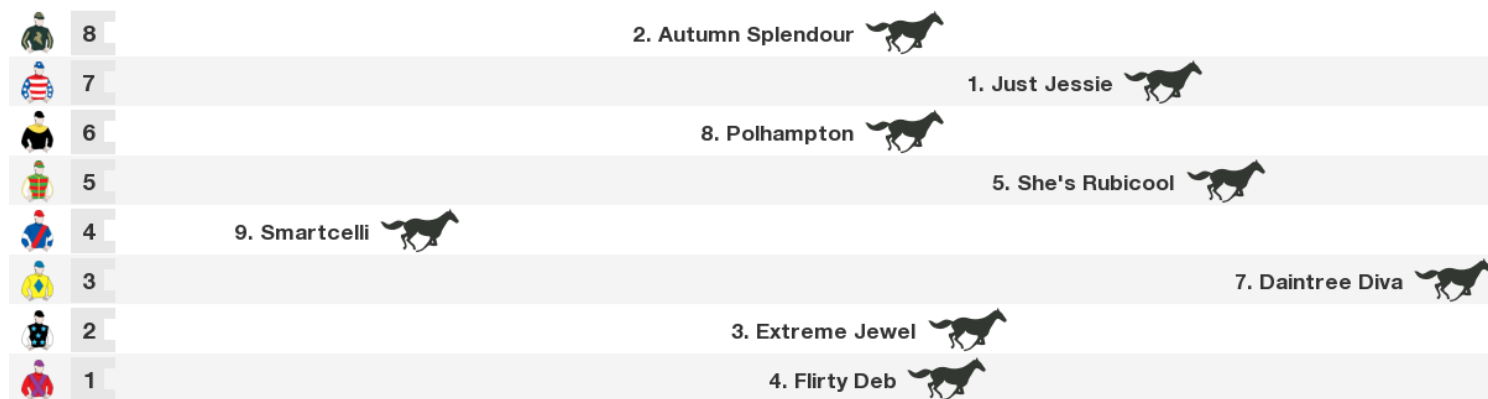 8 2. Autumn Splendour
7 1. Just Jessie
6 8. Polhampton
5 5. She's Rubicool
4 9. Smartcelli
3 7. Daintree Diva
2 3. Extreme Jewel
1 4. Flirty Deb